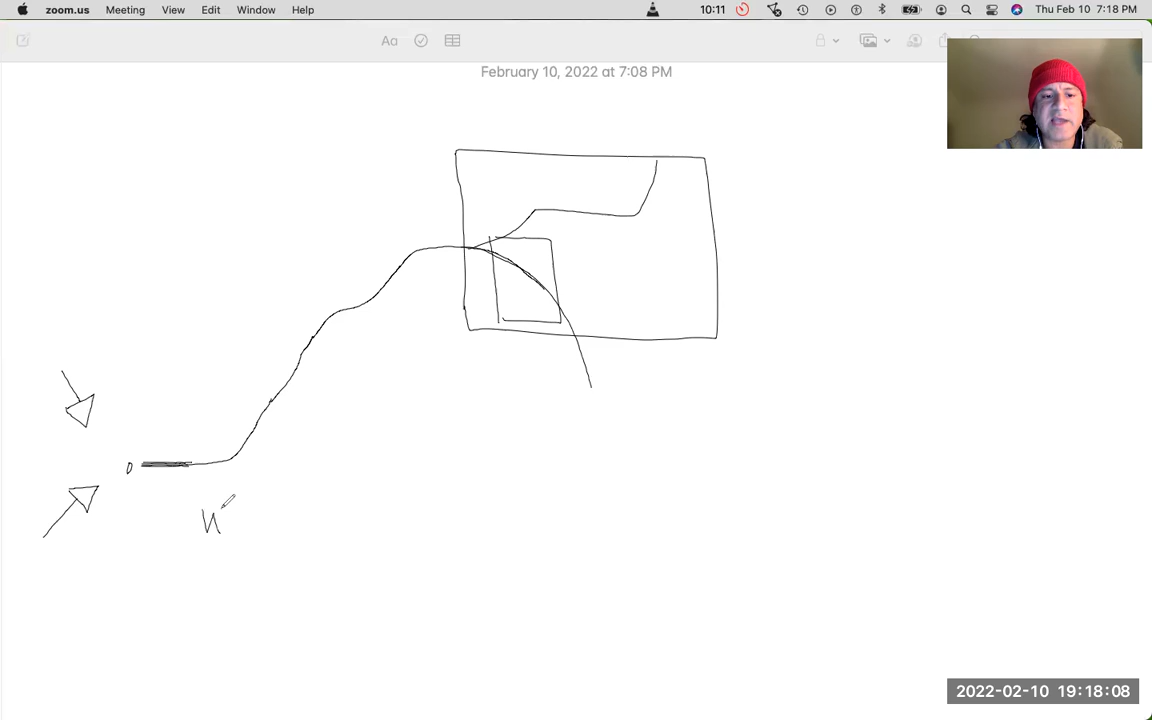 zoom.us Meeting View Edit Window Help 10:11 Thu Feb 10 7:18 PM
Aa
February 10, 2022 at 7:08 PM
2022-02-10 19:18:08